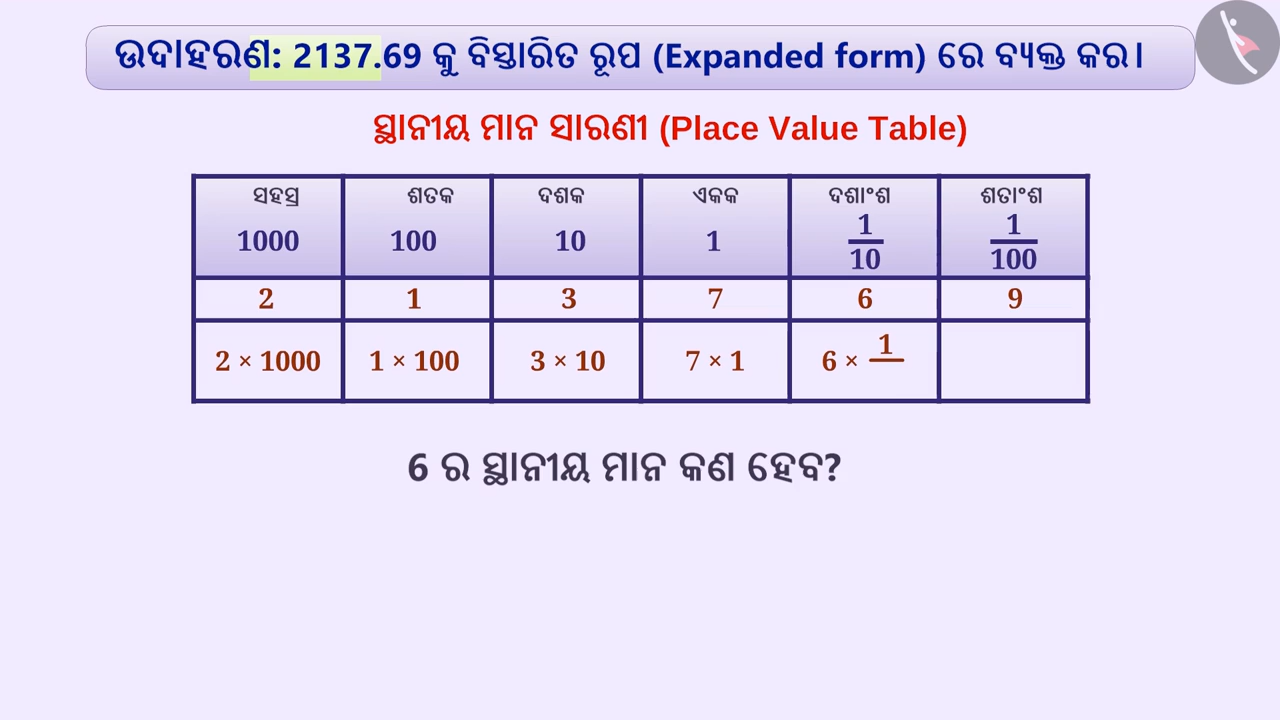 ଉଦାହରଣ: 2137.69 କୁ ବିସ୍ତାରିତ ରୂପ (Expanded form) ରେ ବ୍ୟକ୍ତ କର।
ସ୍ଥାନୀୟ ମାନ ସାରଣୀ (Place Value Table)
ସହସ୍ର ଶତକ ଦଶକ ଏକକ ଦଶାଂଶ ଶତାଂଶ
1000 100 10 1 1/10 1/100
2 1 3 7 6 9
2 × 1000 1 × 100 3 × 10 7 × 1 6 × 1/
6 ର ସ୍ଥାନୀୟ ମାନ କଣ ହେବ?